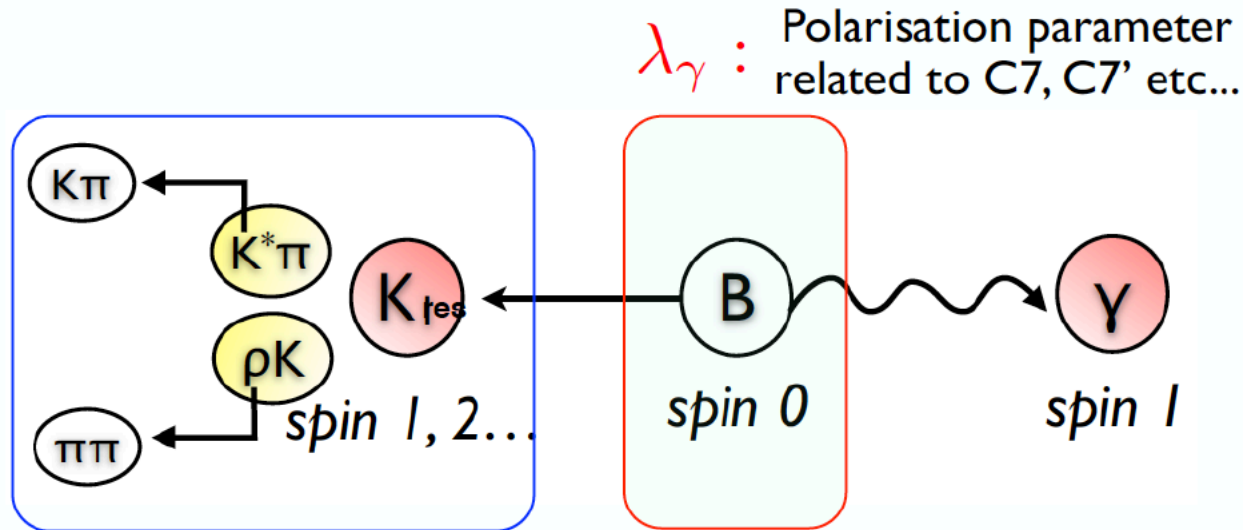 λγ : Polarisation parameter
related to C7, C7' etc...
Kπ
K*π
Kres
B
γ
ρK
spin 1, 2...
spin 0
spin 1
ππ